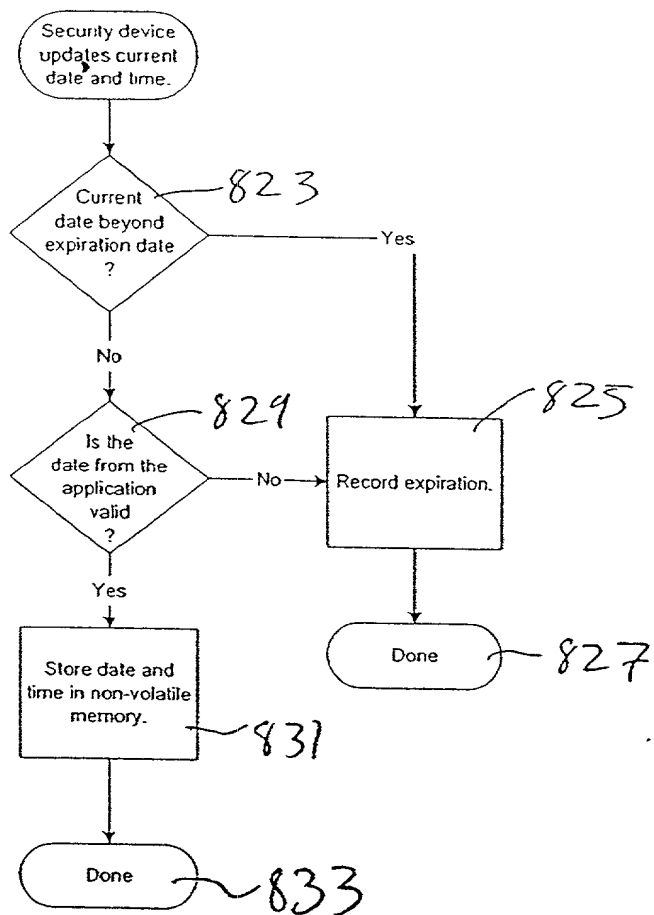 Security device
updates current
date and time.
823
Current
date beyond
expiration date
?
Yes
No
829
825
Is the
date from the
application
valid
?
No
Record expiration.
Yes
Done
827
Store date and
time in non-volatile
memory.
831
Done
833